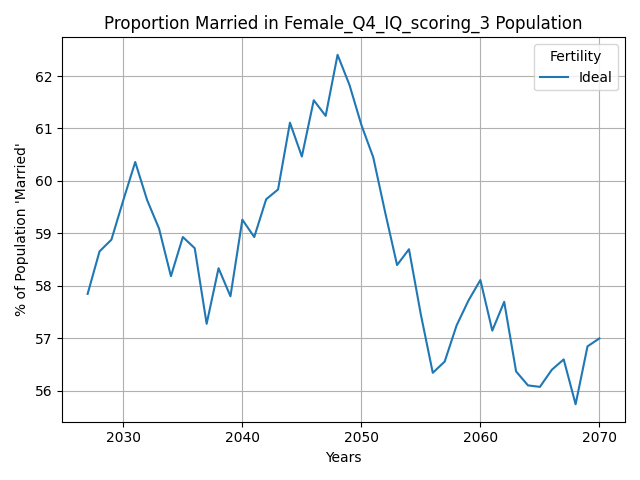 Proportion Married in Female_Q4_IQ_scoring_3 Population
Fertility
Ideal
% of Population 'Married'
62
61
60
59
58
57
56
2030 2040 2050 2060 2070
Years